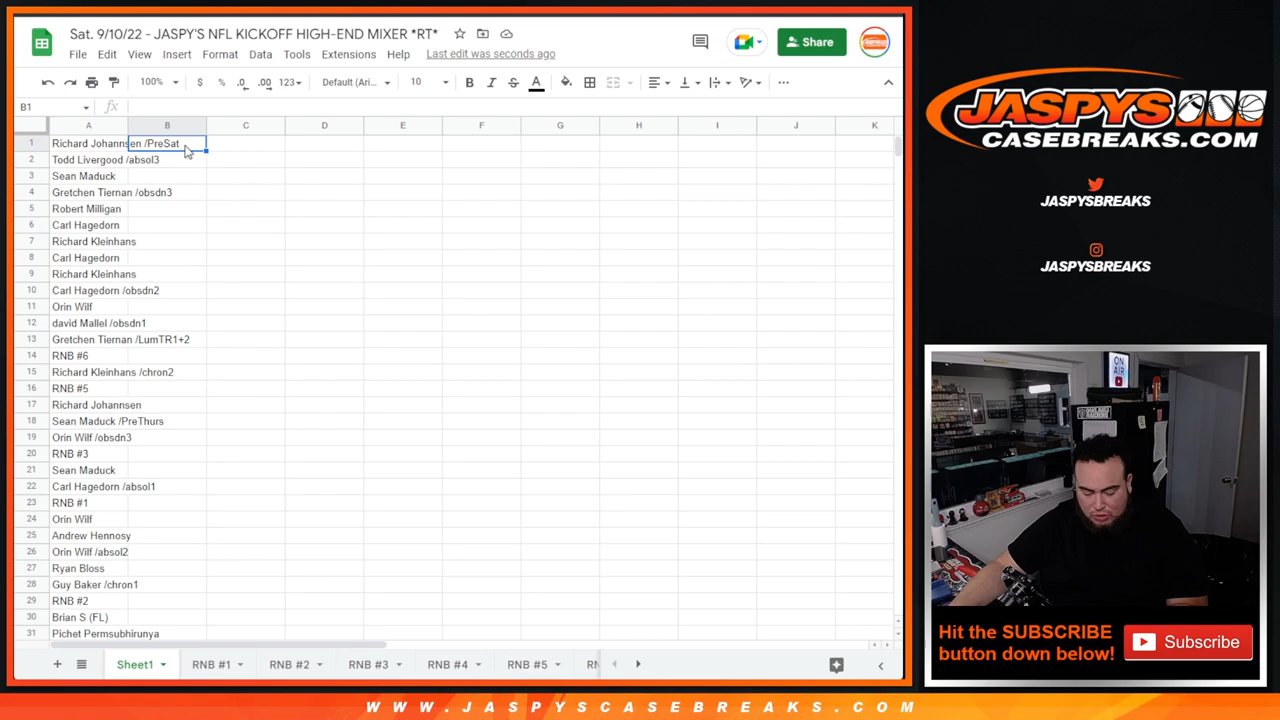 Sat. 9/10/22 - JASPY'S NFL KICKOFF HIGH-END MIXER *RT*
File Edit View Insert Format Data Tools Extensions Help Last edit was seconds ago
Share
100% $ % .0 .00 123 Default (Ari... 10 B I S A
B1 fx
A B C D E F G H I J K
1 Richard Johannsen /PreSat
2 Todd Livergood /absol3
3 Sean Maduck
4 Gretchen Tiernan /obsdn3
5 Robert Milligan
6 Carl Hagedorn
7 Richard Kleinhans
8 Carl Hagedorn
9 Richard Kleinhans
10 Carl Hagedorn /obsdn2
11 Orin Wilf
12 david Mallel /obsdn1
13 Gretchen Tiernan /LumTR1+2
14 RNB #6
15 Richard Kleinhans /chron2
16 RNB #5
17 Richard Johannsen
18 Sean Maduck /PreThurs
19 Orin Wilf /obsdn3
20 RNB #3
21 Sean Maduck
22 Carl Hagedorn /absol1
23 RNB #1
24 Orin Wilf
25 Andrew Hennosy
26 Orin Wilf /absol2
27 Ryan Bloss
28 Guy Baker /chron1
29 RNB #2
30 Brian S (FL)
31 Pichet Permsubhirunya
Sheet1 RNB #1 RNB #2 RNB #3 RNB #4 RNB #5 RN
JASPYS
CASEBREAKS.COM
JASPYSBREAKS
JASPYSBREAKS
ON
AIR
OAKLAND
RAIDERS
Hit the SUBSCRIBE
button down below!
Subscribe
WWW.JASPYSCASEBREAKS.COM